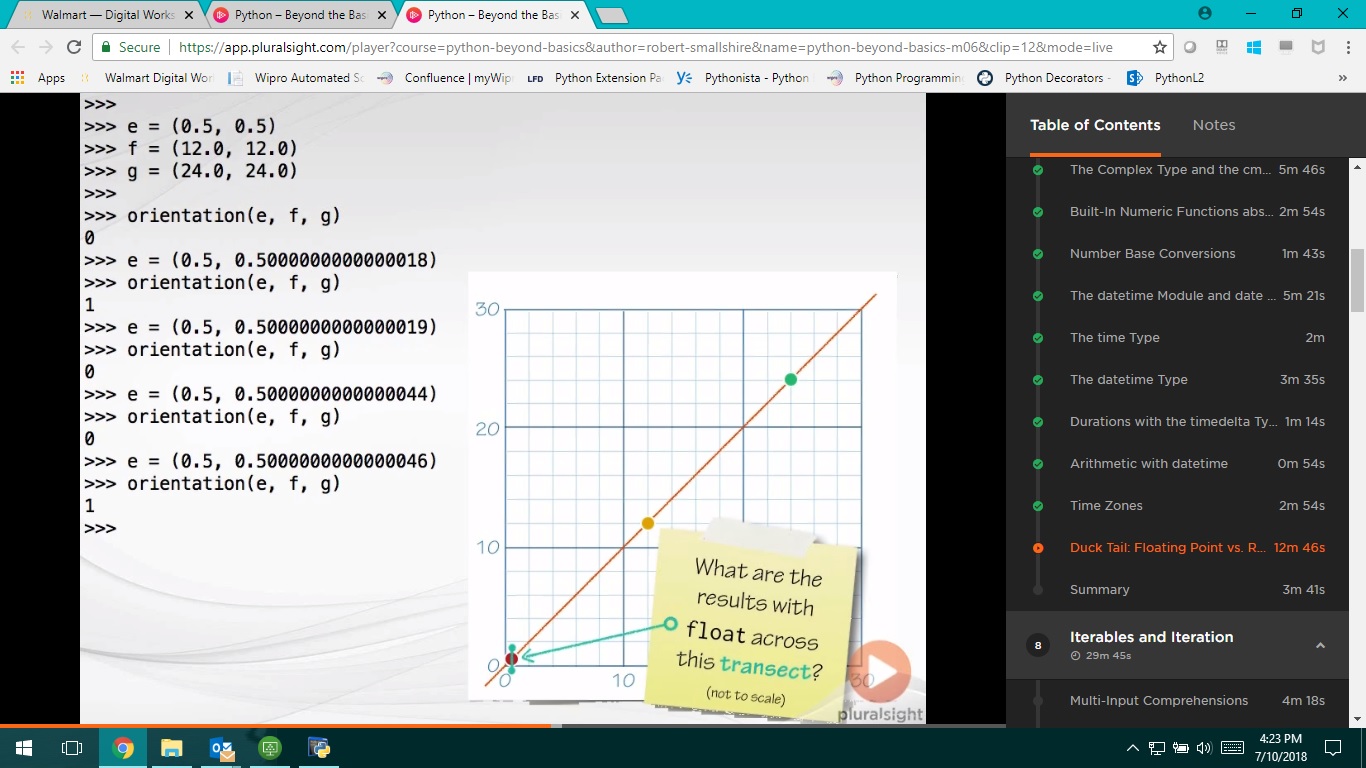 Walmart — Digital Works
Python – Beyond the Basi
Python – Beyond the Basi
Secure
https://app.pluralsight.com/player?course=python-beyond-basics&author=robert-smallshire&name=python-beyond-basics-m06&clip=12&mode=live
Apps
Walmart Digital Wor
Wipro Automated Sc
Confluence | myWip
LFD
Python Extension Pa
Pythonista - Python
Python Programmin
Python Decorators -
PythonL2
»
>>>
>>> e = (0.5, 0.5)
>>> f = (12.0, 12.0)
>>> g = (24.0, 24.0)
>>>
>>> orientation(e, f, g)
0
>>> e = (0.5, 0.5000000000000018)
>>> orientation(e, f, g)
1
>>> e = (0.5, 0.5000000000000019)
>>> orientation(e, f, g)
0
>>> e = (0.5, 0.5000000000000044)
>>> orientation(e, f, g)
0
>>> e = (0.5, 0.5000000000000046)
>>> orientation(e, f, g)
1
>>>
30
20
10
0
0
10
30
What are the
results with
float across
this transect?
(not to scale)
pluralsight
Table of Contents
Notes
The Complex Type and the cm... 5m 46s
Built-In Numeric Functions abs... 2m 54s
Number Base Conversions 1m 43s
The datetime Module and date ... 5m 21s
The time Type 2m
The datetime Type 3m 35s
Durations with the timedelta Ty... 1m 14s
Arithmetic with datetime 0m 54s
Time Zones 2m 54s
Duck Tail: Floating Point vs. R... 12m 46s
Summary 3m 41s
8
Iterables and Iteration
29m 45s
Multi-Input Comprehensions 4m 18s
4:23 PM
7/10/2018